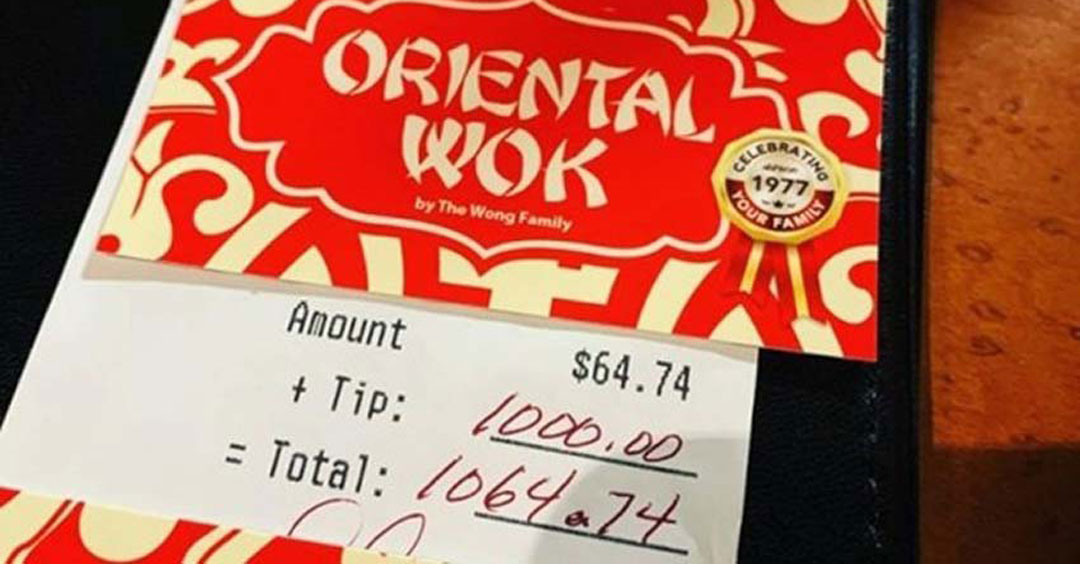 ORIENTAL
WOK
by The Wong Family
CELEBRATING
1977
YOUR FAMILY
Amount $64.74
+ Tip: 1000.00
= Total: 1064.74